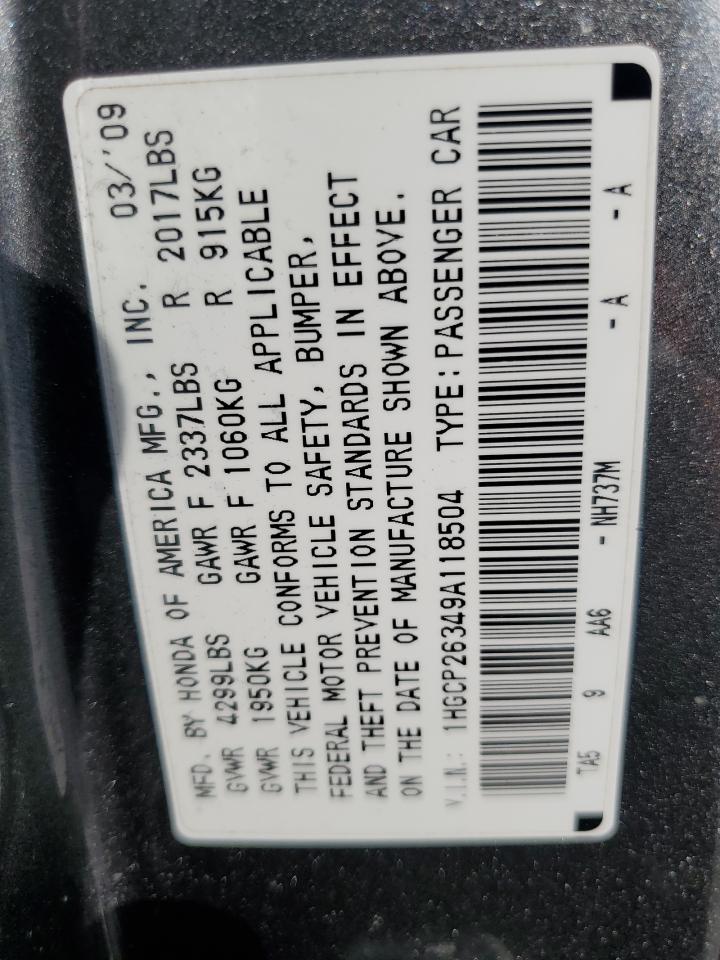 MFD. BY HONDA OF AMERICA MFG., INC. 03/'09
GVWR 4299LBS GAWR F 2337LBS R 2017LBS
GVWR 1950KG GAWR F 1060KG R 915KG
THIS VEHICLE CONFORMS TO ALL APPLICABLE
FEDERAL MOTOR VEHICLE SAFETY, BUMPER,
AND THEFT PREVENTION STANDARDS IN EFFECT
ON THE DATE OF MANUFACTURE SHOWN ABOVE.
V.I.N.: 1HGCP26349A118504 TYPE:PASSENGER CAR
TA5 9 AA6 - NH737M - A - A